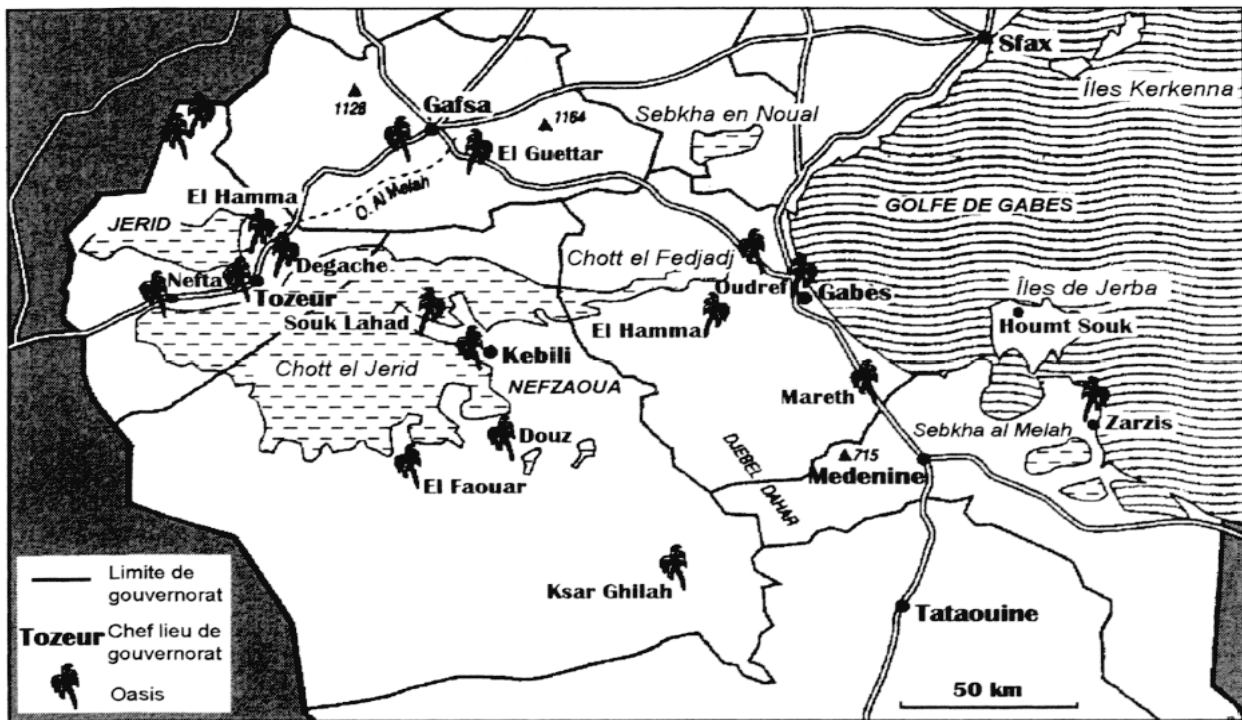 Sfax
Îles Kerkenna
1128
Gafsa
1164
Sebkha en Noual
El Guettar
El Hamma
O. Al Melah
JERID
GOLFE DE GABES
Chott el Fedjadj
Degache
Nefta
Oudref
Îles de Jerba
Tozeur
Gabès
Souk Lahad
El Hamma
Houmt Souk
Kebili
Chott el Jerid
NEFZAOUA
Mareth
Zarzis
Sebkha al Melah
Douz
DJEBEL DAHAR
715
Medenine
El Faouar
Ksar Ghilah
Tataouine
Limite de
gouvernorat
Tozeur Chef lieu de
gouvernorat
Oasis
50 km